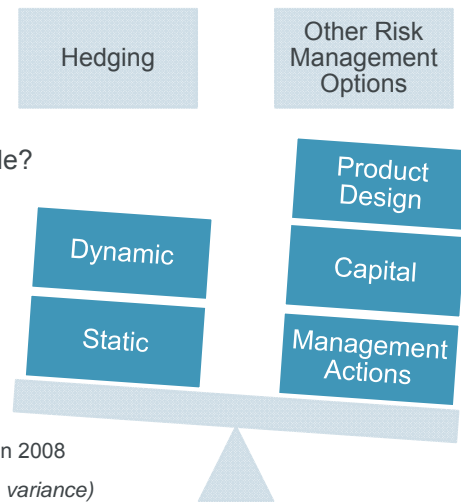 Hedging
Other Risk
Management
Options
le?
Product
Design
Dynamic
Capital
Static
Management
Actions
n 2008
variance)